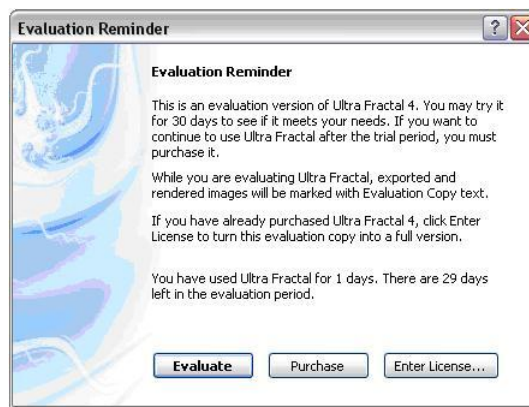 Evaluation Reminder
Evaluation Reminder
This is an evaluation version of Ultra Fractal 4. You may try it
for 30 days to see if it meets your needs. If you want to
continue to use Ultra Fractal after the trial period, you must
purchase it.
While you are evaluating Ultra Fractal, exported and
rendered images will be marked with Evaluation Copy text.
If you have already purchased Ultra Fractal 4, click Enter
License to turn this evaluation copy into a full version.
You have used Ultra Fractal for 1 days. There are 29 days
left in the evaluation period.
Evaluate Purchase Enter License...